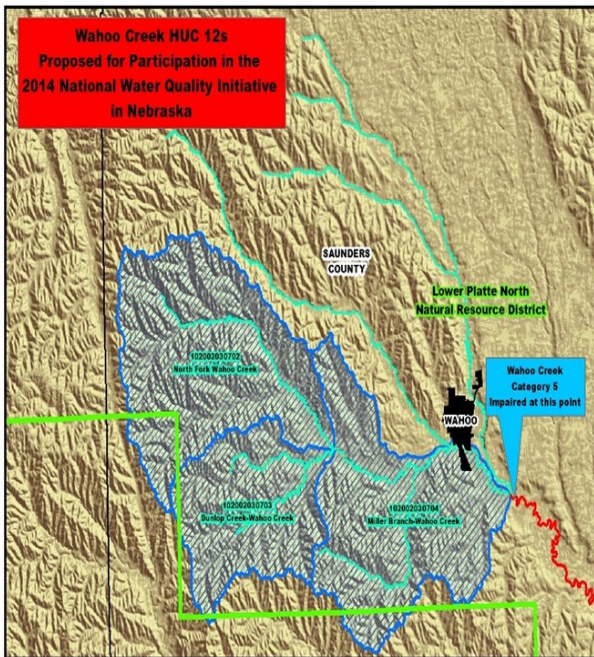 Wahoo Creek HUC 12s
Proposed for Participation in the
2014 National Water Quality Initiative
in Nebraska
SAUNDERS
COUNTY
Lower Platte North
Natural Resource District
Wahoo Creek
Category 5
Impaired at this point
102002030702
North Fork Wahoo Creek
WAHOO
102002030703
Dunlop Creek-Wahoo Creek
102002030704
Miller Branch-Wahoo Creek